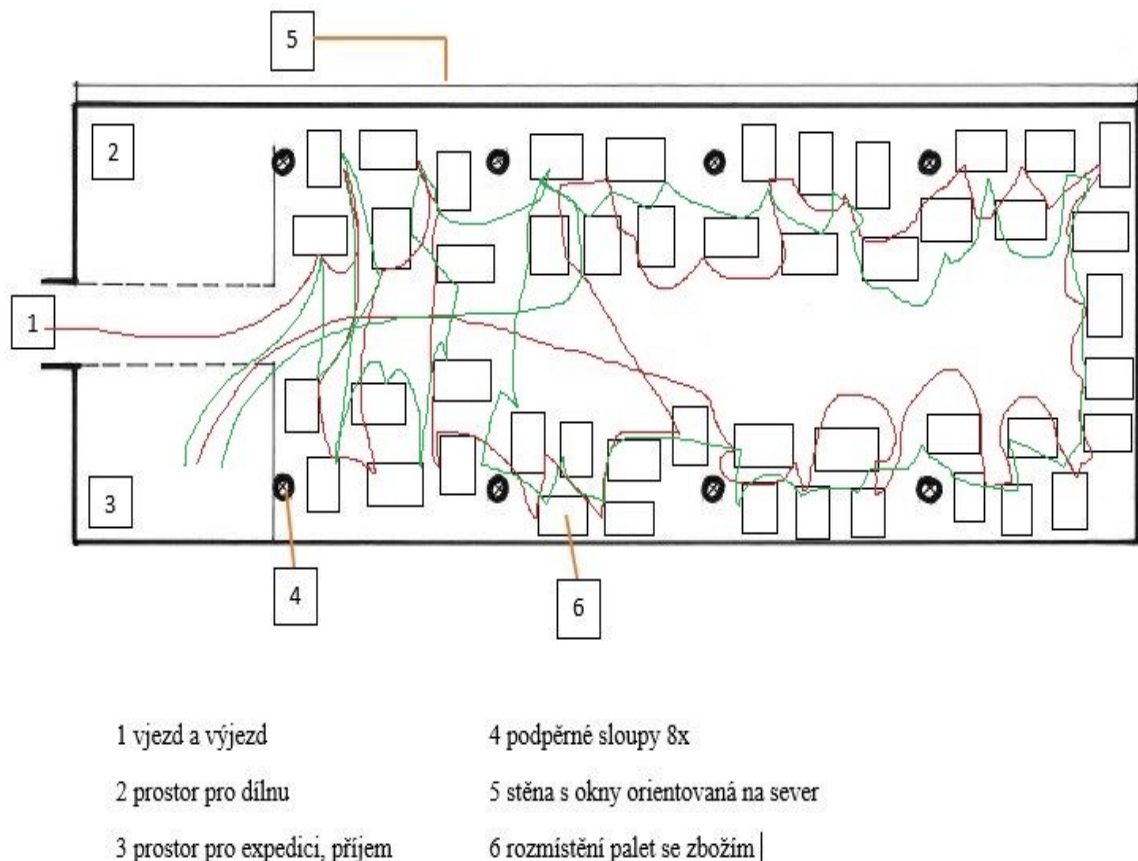 5
2
1
3
4
6
1 vjezd a výjezd
4 podpěrné sloupy 8x
2 prostor pro dílnu
5 stěna s okny orientovaná na sever
3 prostor pro expedici, příjem
6 rozmístění palet se zbožím